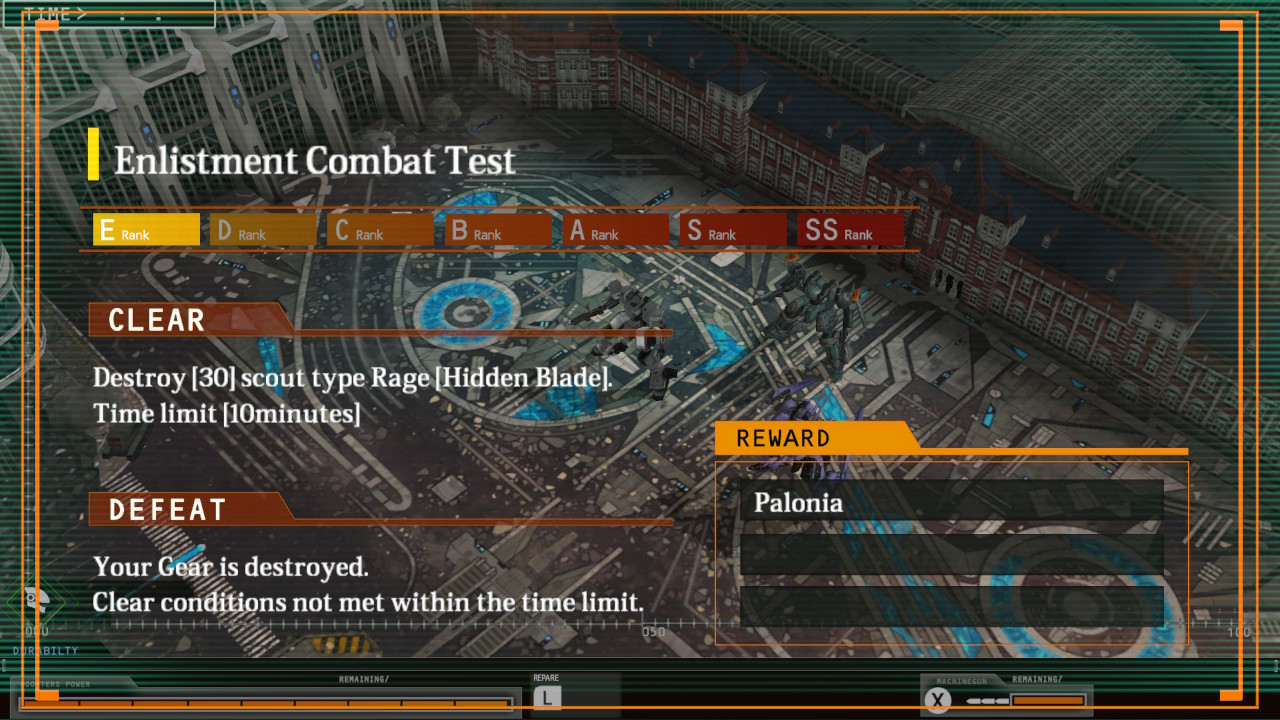 TIME> : :
Enlistment Combat Test
E Rank D Rank C Rank B Rank A Rank S Rank SS Rank
CLEAR
Destroy [30] scout type Rage [Hidden Blade].
Time limit [10minutes]
REWARD
Palonia
DEFEAT
Your Gear is destroyed.
Clear conditions not met within the time limit.
000 050 100
DURABILTY
REMAINING/
REPARE
L
MACHINEGUN
REMAINING/
X